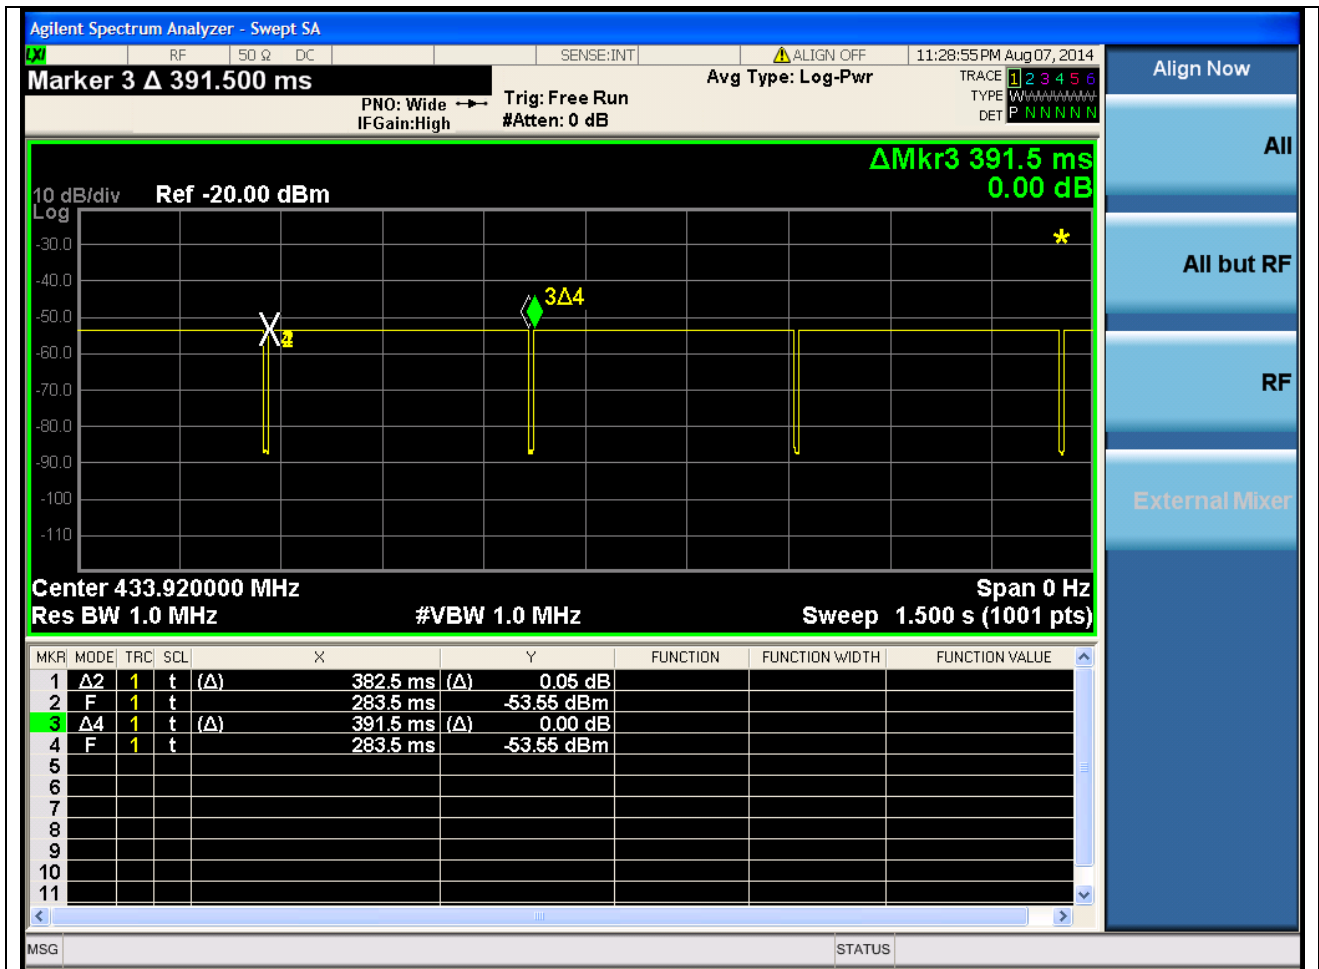 Agilent Spectrum Analyzer - Swept SA
LXI RF 50 Ω DC SENSE:INT ALIGN OFF 11:28:55 PM Aug 07, 2014
Marker 3 Δ 391.500 ms
PNO: Wide
IFGain:High
Trig: Free Run
#Atten: 0 dB
Avg Type: Log-Pwr
TRACE 1 2 3 4 5 6
TYPE WWWWWW
DET P N N N N N
ΔMkr3 391.5 ms
0.00 dB
10 dB/div Ref -20.00 dBm
Log
-30.0
-40.0
-50.0
-60.0
-70.0
-80.0
-90.0
-100
-110
3Δ4
*
Center 433.920000 MHz Span 0 Hz
Res BW 1.0 MHz #VBW 1.0 MHz Sweep 1.500 s (1001 pts)
MKR MODE TRC SCL X Y FUNCTION FUNCTION WIDTH FUNCTION VALUE
1 Δ2 1 t (Δ) 382.5 ms (Δ) 0.05 dB
2 F 1 t 283.5 ms -53.55 dBm
3 Δ4 1 t (Δ) 391.5 ms (Δ) 0.00 dB
4 F 1 t 283.5 ms -53.55 dBm
5
6
7
8
9
10
11
MSG STATUS
Align Now
All
All but RF
RF
External Mixer